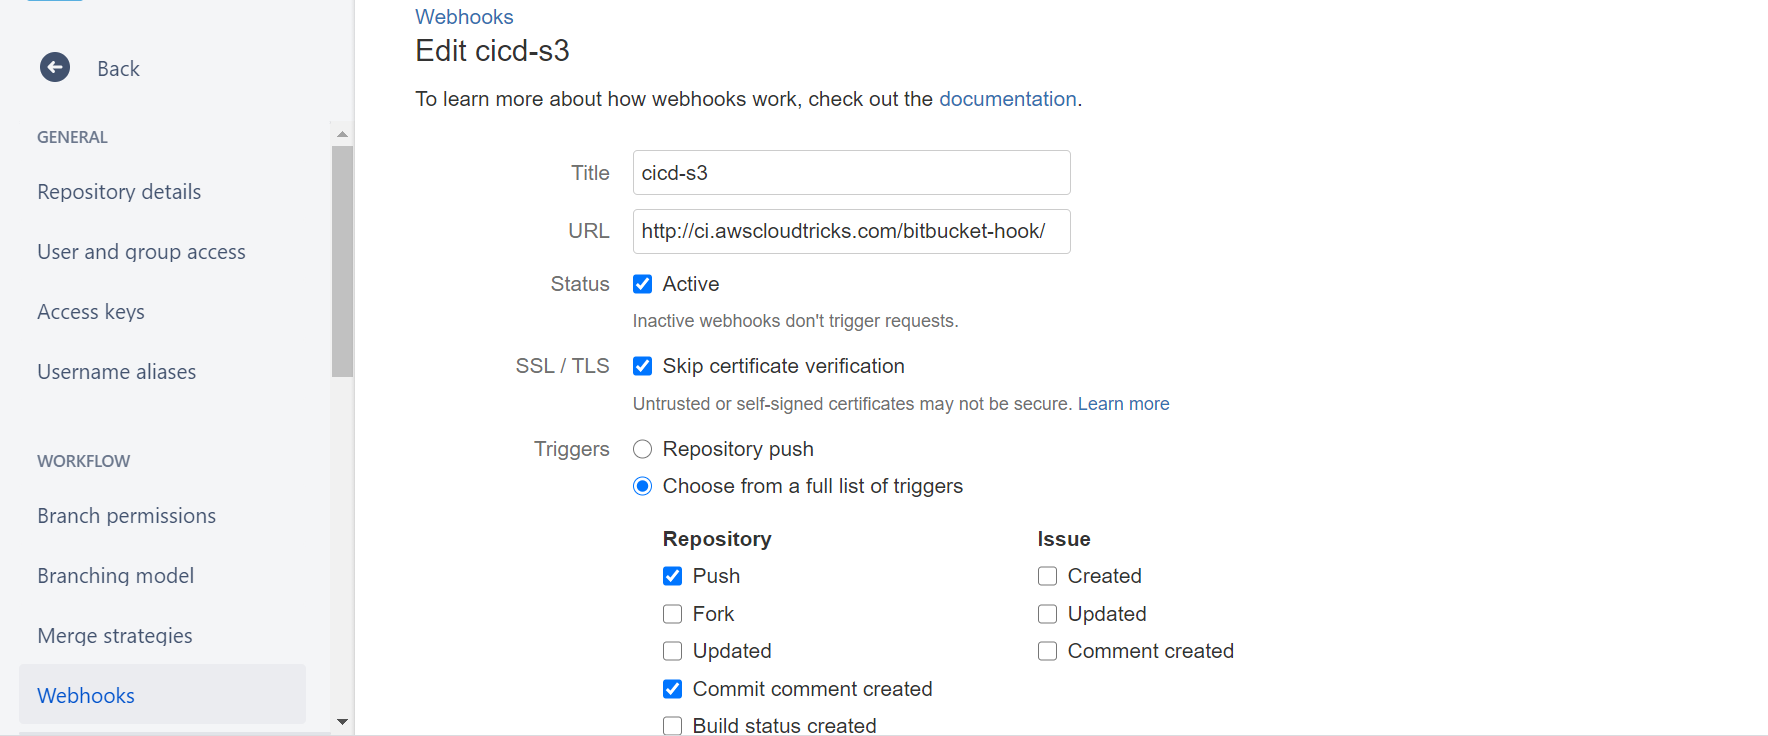 Back
GENERAL
Repository details
User and group access
Access keys
Username aliases
WORKFLOW
Branch permissions
Branching model
Merge strategies
Webhooks
Webhooks
Edit cicd-s3
To learn more about how webhooks work, check out the documentation.
Title cicd-s3
URL http://ci.awscloudtricks.com/bitbucket-hook/
Status Active
Inactive webhooks don't trigger requests.
SSL / TLS Skip certificate verification
Untrusted or self-signed certificates may not be secure. Learn more
Triggers Repository push
Choose from a full list of triggers
Repository
Push
Fork
Updated
Commit comment created
Build status created
Issue
Created
Updated
Comment created